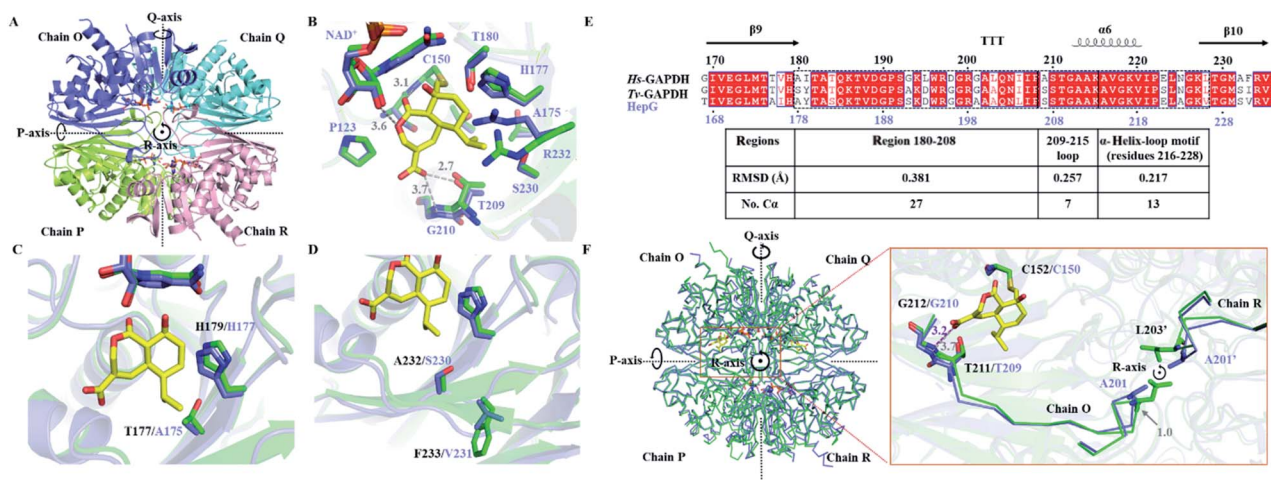 A
Q-axis
Chain O
Chain Q
P-axis
R-axis
Chain P
Chain R
B
NAD+
C150
T180
H177
3.1
3.6
A175
P123
R232
2.7
S230
3.7
T209
G210
C
H179/H177
T177/A175
D
A232/S230
F233/V231
E
β9
TTT
α6
β10
170 180 190 200 210 220 230
Hs-GAPDH
Tv-GAPDH
HepG
168 178 188 198 208 218 228
Regions
Region 180-208
209-215 loop
α-Helix-loop motif (residues 216-228)
RMSD (Å)
0.381
0.257
0.217
No. Cα
27
7
13
F
Q-axis
Chain O
Chain Q
P-axis
R-axis
Chain P
Chain R
C152/C150
G212/G210
3.2
3.7
T211/T209
Chain R
L203'
R-axis
A201'
A201
Chain O
1.0